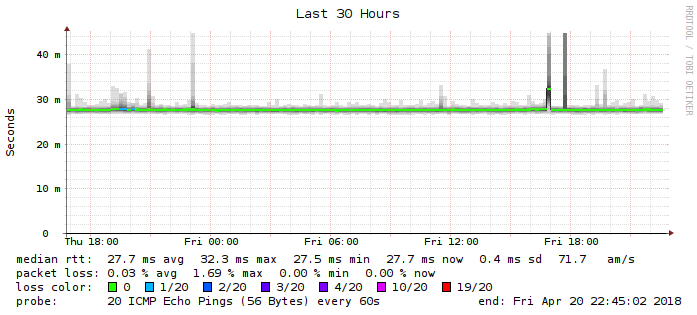 Last 30 Hours
RRDTOOL / TOBI OETIKER
Seconds
40 m
30 m
20 m
10 m
0
Thu 18:00 Fri 00:00 Fri 06:00 Fri 12:00 Fri 18:00
median rtt: 27.7 ms avg 32.3 ms max 27.5 ms min 27.7 ms now 0.4 ms sd 71.7 am/s
packet loss: 0.03 % avg 1.69 % max 0.00 % min 0.00 % now
loss color: 0 1/20 2/20 3/20 4/20 10/20 19/20
probe: 20 ICMP Echo Pings (56 Bytes) every 60s end: Fri Apr 20 22:45:02 2018